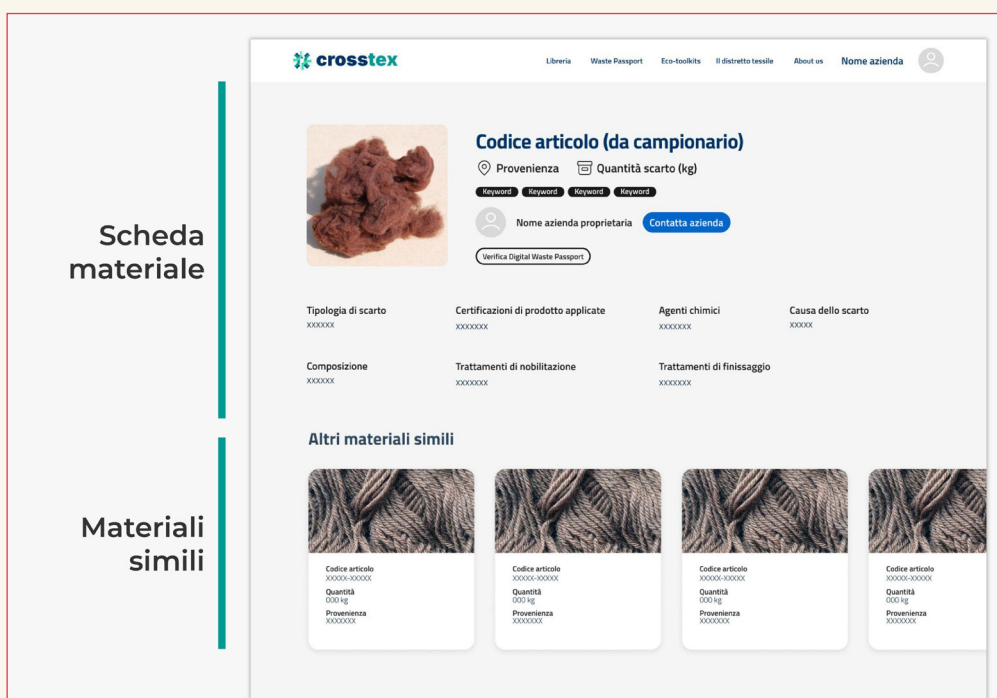 crosstex
Libreria Waste Passport Eco-toolkits Il distretto tessile About us Nome azienda
Scheda
materiale
Codice articolo (da campionario)
Provenienza Quantità scarto (kg)
Keyword Keyword Keyword Keyword
Nome azienda proprietaria Contatta azienda
Verifica Digital Waste Passport
Tipologia di scarto Certificazioni di prodotto applicate Agenti chimici Causa dello scarto
xxxxxx xxxxxxx xxxxxxx xxxxx
Composizione Trattamenti di nobilitazione Trattamenti di finissaggio
xxxxxx xxxxxxx xxxxxxx
Materiali
simili
Altri materiali simili
Codice articolo Codice articolo Codice articolo Codice articolo
XXXXX-XXXXX XXXXX-XXXXX XXXXX-XXXXX XXXXX-XXXXX
Quantità Quantità Quantità Quantità
000 kg 000 kg 000 kg 000 kg
Provenienza Provenienza Provenienza Provenienza
XXXXXXX XXXXXXX XXXXXXX XXXXXXX